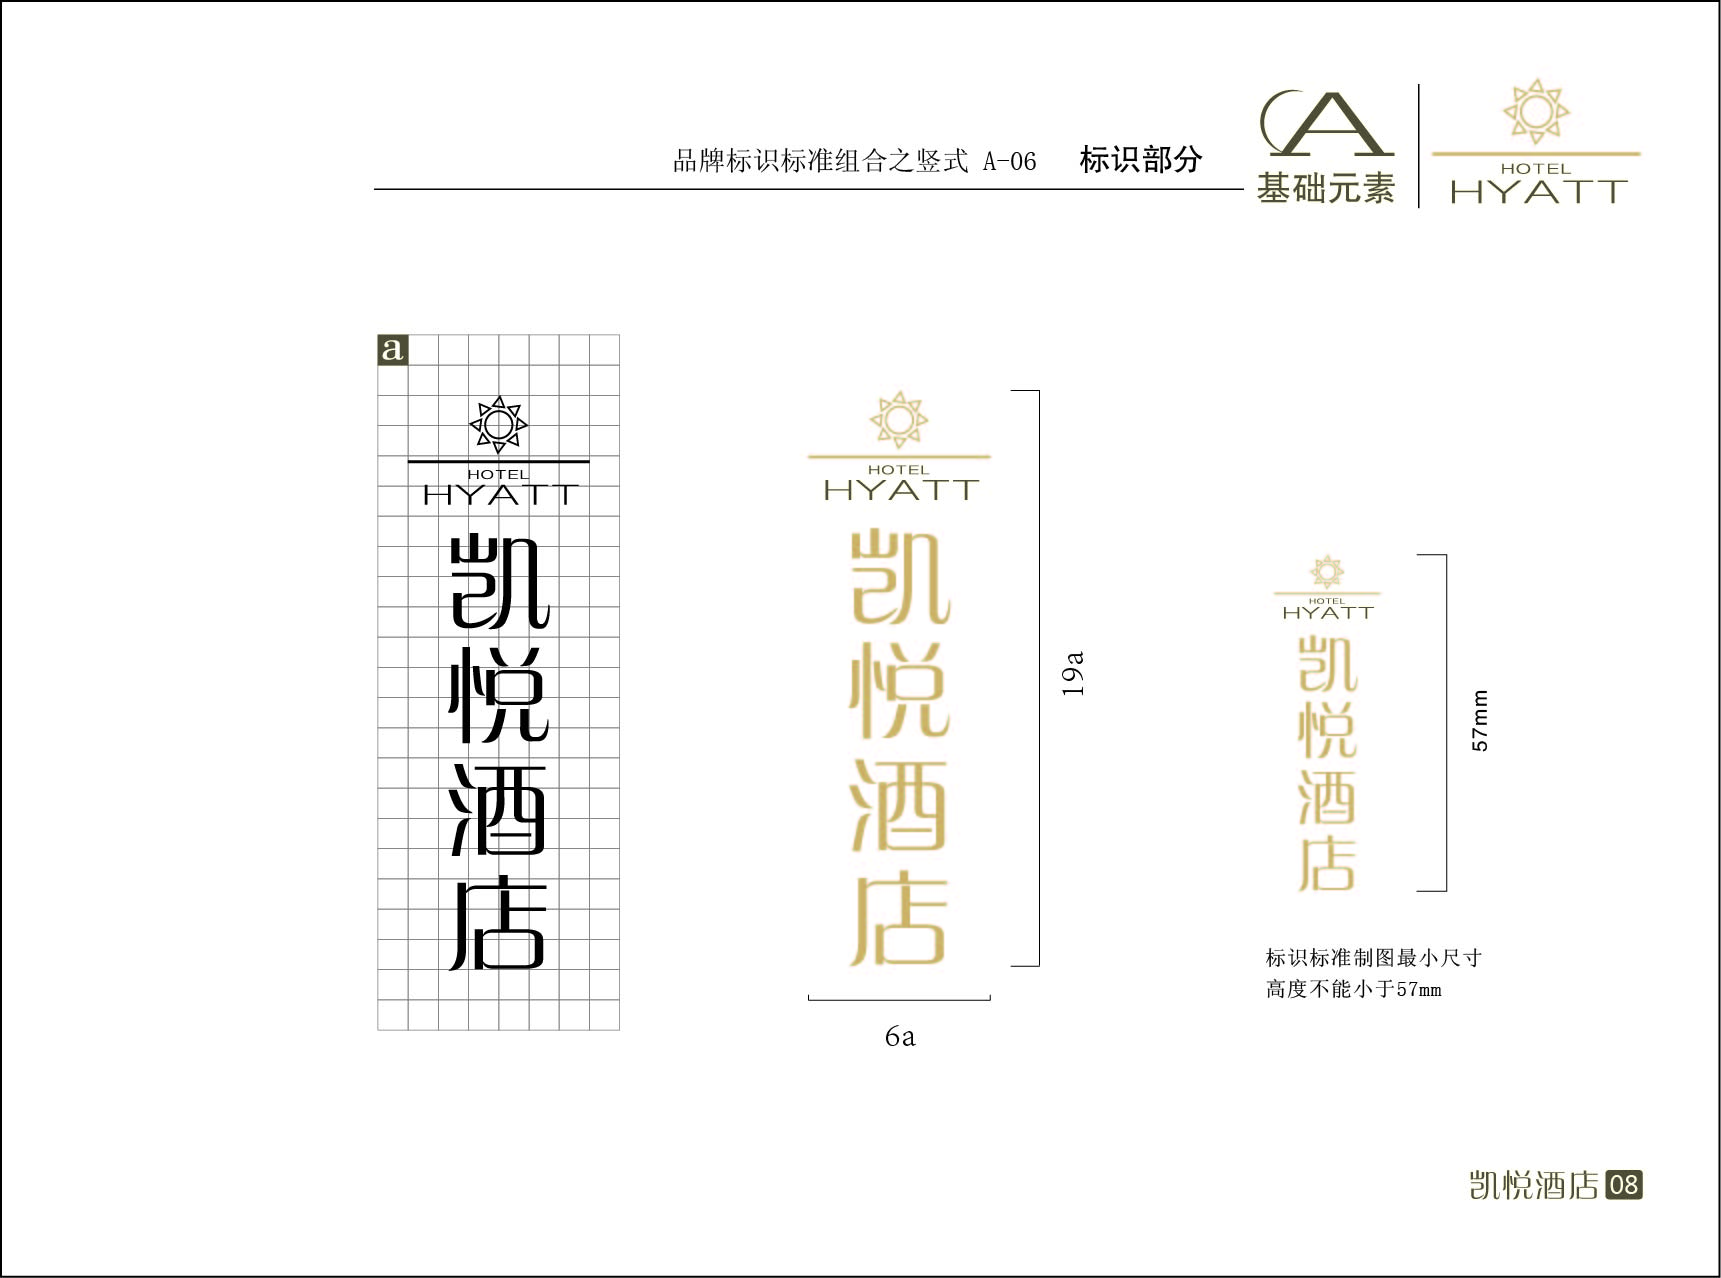 品牌标识标准组合之竖式 A-06 标识部分
A
基础元素
HOTEL
HYATT
a
HOTEL
HYATT
凯
悦
酒
店
HOTEL
HYATT
凯
悦
酒
店
19a
6a
HOTEL
HYATT
凯
悦
酒
店
57mm
标识标准制图最小尺寸
高度不能小于57mm
凯悦酒店 08